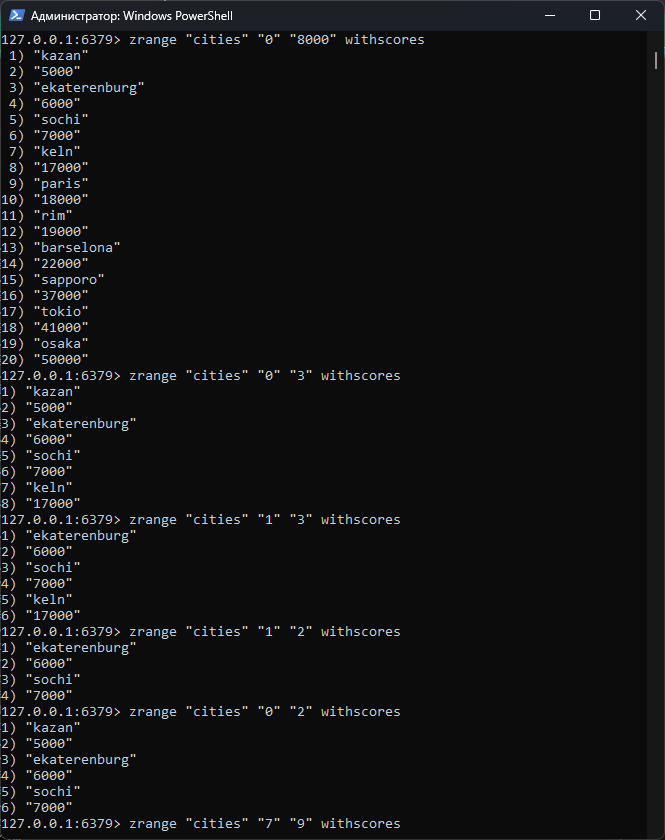 Администратор: Windows PowerShell
127.0.0.1:6379> zrange "cities" "0" "8000" withscores
1) "kazan"
2) "5000"
3) "ekaterenburg"
4) "6000"
5) "sochi"
6) "7000"
7) "keln"
8) "17000"
9) "paris"
10) "18000"
11) "rim"
12) "19000"
13) "barselona"
14) "22000"
15) "sapporo"
16) "37000"
17) "tokio"
18) "41000"
19) "osaka"
20) "50000"
127.0.0.1:6379> zrange "cities" "0" "3" withscores
1) "kazan"
2) "5000"
3) "ekaterenburg"
4) "6000"
5) "sochi"
6) "7000"
7) "keln"
8) "17000"
127.0.0.1:6379> zrange "cities" "1" "3" withscores
1) "ekaterenburg"
2) "6000"
3) "sochi"
4) "7000"
5) "keln"
6) "17000"
127.0.0.1:6379> zrange "cities" "1" "2" withscores
1) "ekaterenburg"
2) "6000"
3) "sochi"
4) "7000"
127.0.0.1:6379> zrange "cities" "0" "2" withscores
1) "kazan"
2) "5000"
3) "ekaterenburg"
4) "6000"
5) "sochi"
6) "7000"
127.0.0.1:6379> zrange "cities" "7" "9" withscores